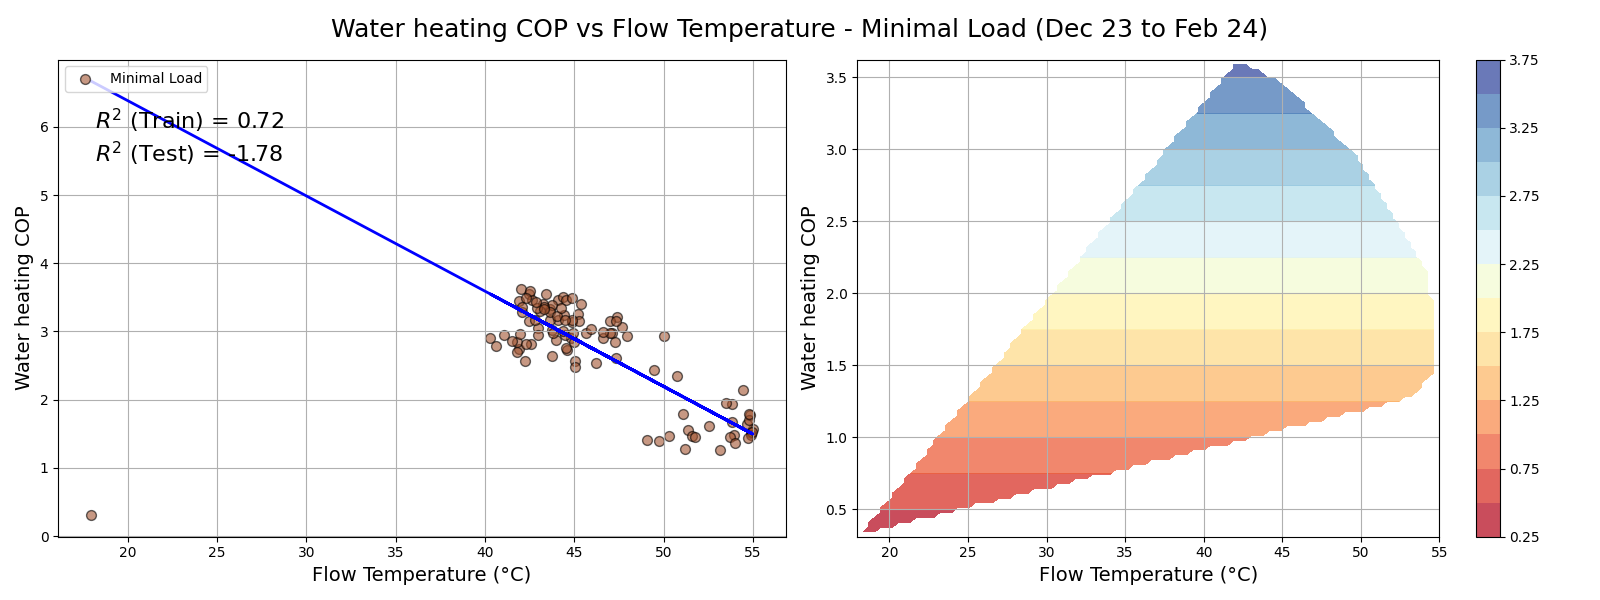 Water heating COP vs Flow Temperature - Minimal Load (Dec 23 to Feb 24)
Minimal Load
R² (Train) = 0.72
R² (Test) = -1.78
Water heating COP
6
5
4
3
2
1
0
20 25 30 35 40 45 50 55
Flow Temperature (°C)
Water heating COP
3.5
3.0
2.5
2.0
1.5
1.0
0.5
20 25 30 35 40 45 50 55
Flow Temperature (°C)
3.75
3.25
2.75
2.25
1.75
1.25
0.75
0.25